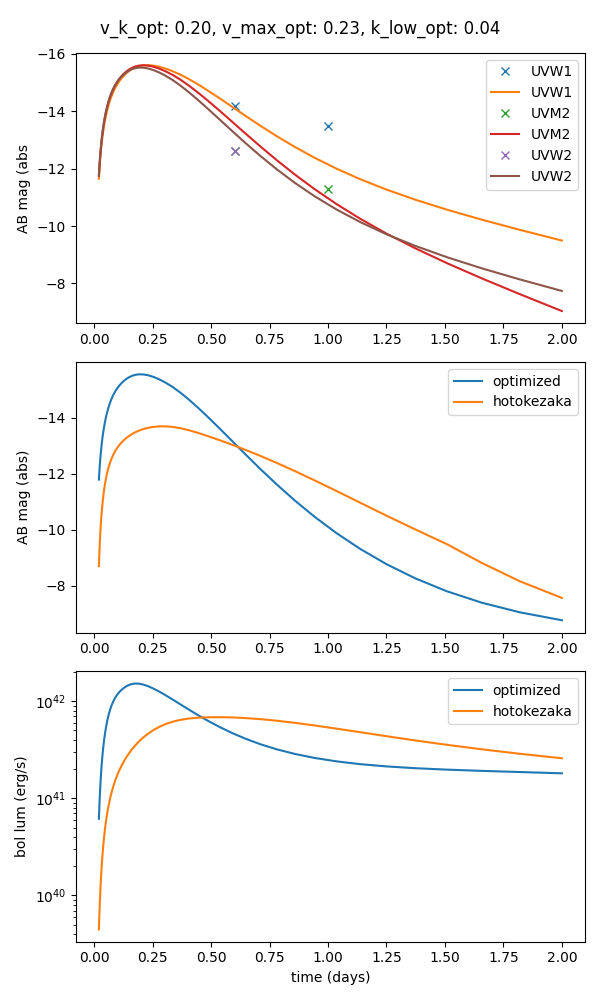 v_k_opt: 0.20, v_max_opt: 0.23, k_low_opt: 0.04
−16
−14
−12
−10
−8
AB mag (abs
UVW1
UVW1
UVM2
UVM2
UVW2
UVW2
0.00 0.25 0.50 0.75 1.00 1.25 1.50 1.75 2.00
−14
−12
−10
−8
AB mag (abs)
optimized
hotokezaka
0.00 0.25 0.50 0.75 1.00 1.25 1.50 1.75 2.00
10^42
10^41
10^40
bol lum (erg/s)
optimized
hotokezaka
0.00 0.25 0.50 0.75 1.00 1.25 1.50 1.75 2.00
time (days)